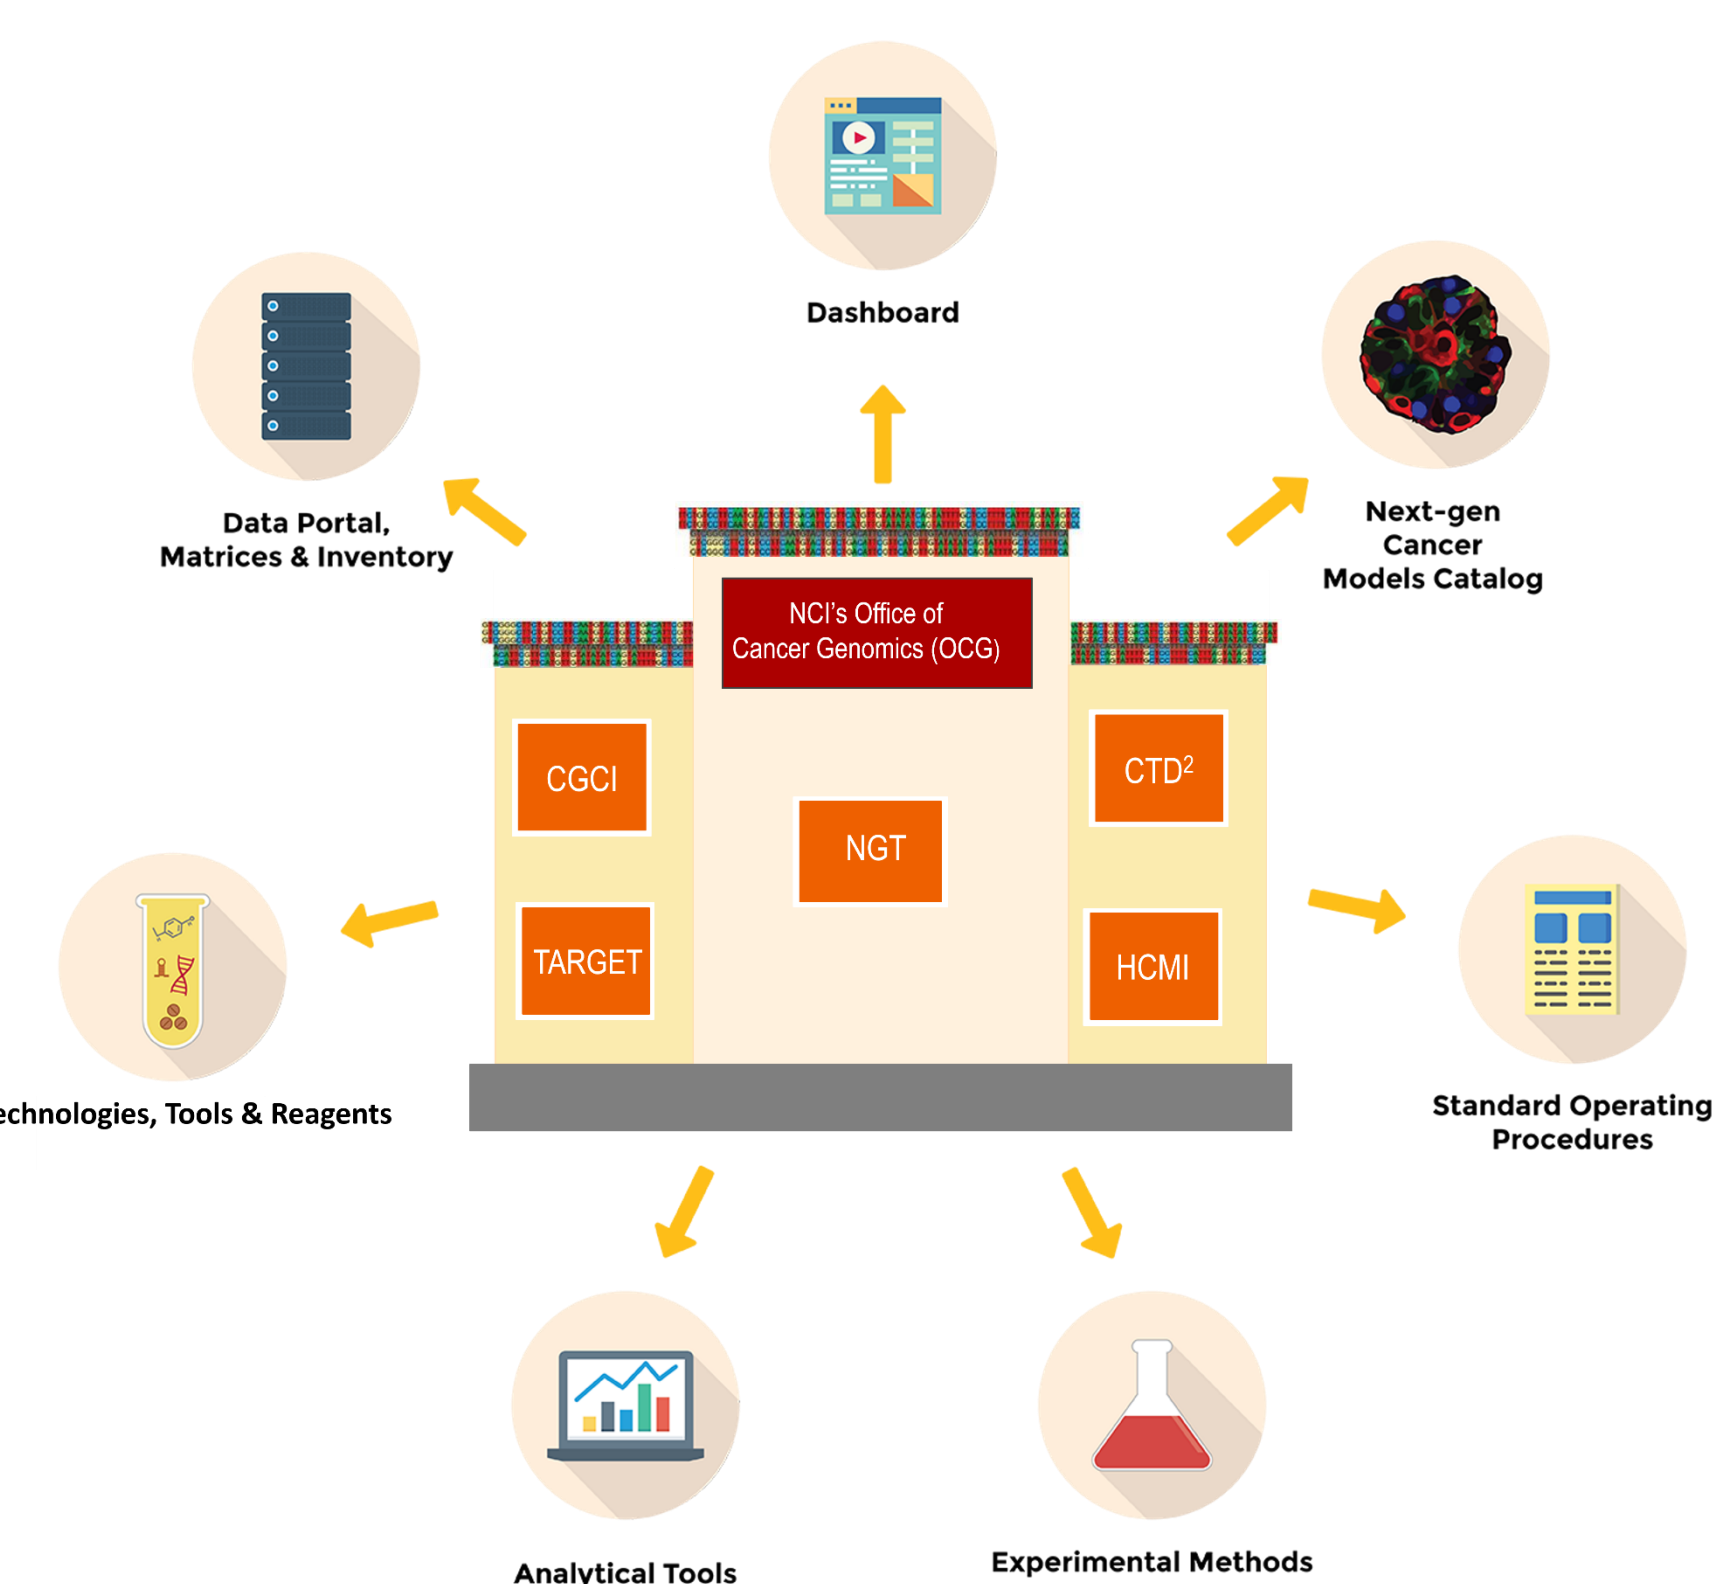 Dashboard
Data Portal,
Matrices & Inventory
Next-gen
Cancer
Models Catalog
NCI's Office of
Cancer Genomics (OCG)
CGCI
CTD²
NGT
TARGET
HCMI
echnologies, Tools & Reagents
Standard Operating
Procedures
Analytical Tools
Experimental Methods